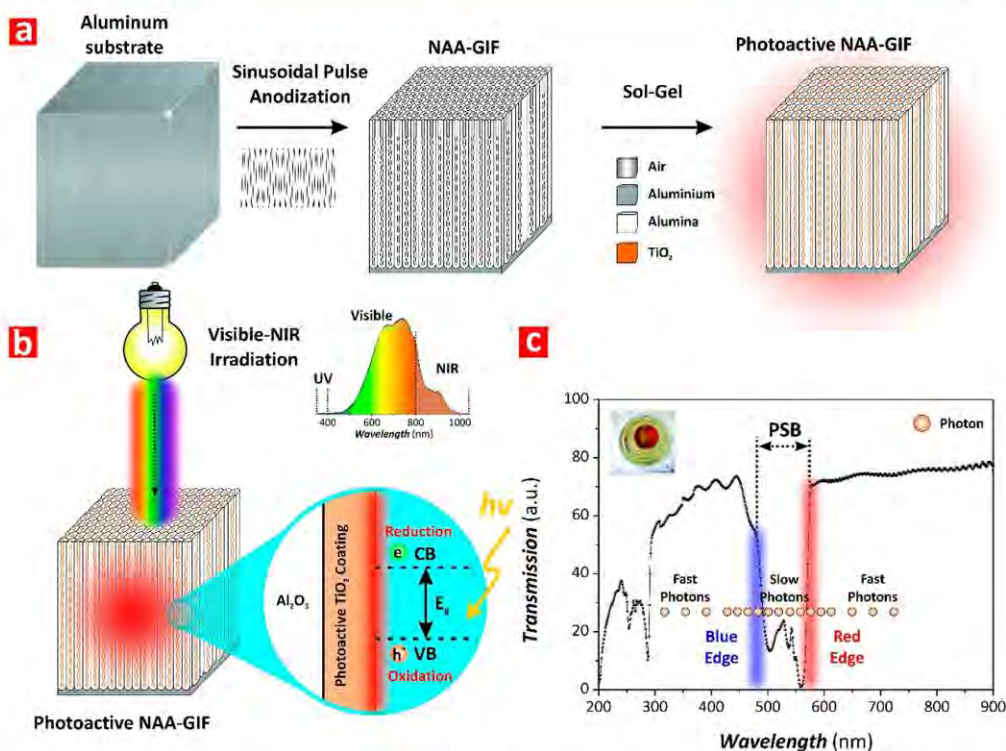 a
Aluminum
substrate
Sinusoidal Pulse
Anodization
NAA-GIF
Sol-Gel
Air
Aluminium
Alumina
TiO₂
Photoactive NAA-GIF
b
Visible-NIR
Irradiation
Visible
UV
NIR
400 600 800 1000
Wavelength (nm)
Al₂O₃
Photoactive TiO₂ Coating
Reduction
e⁻ CB
E₉
h⁺ VB
Oxidation
hυ
Photoactive NAA-GIF
c
100
80
60
40
20
0
Transmission (a.u.)
PSB
Photon
Fast
Photons
Slow
Photons
Fast
Photons
Blue
Edge
Red
Edge
200 300 400 500 600 700 800 900
Wavelength (nm)